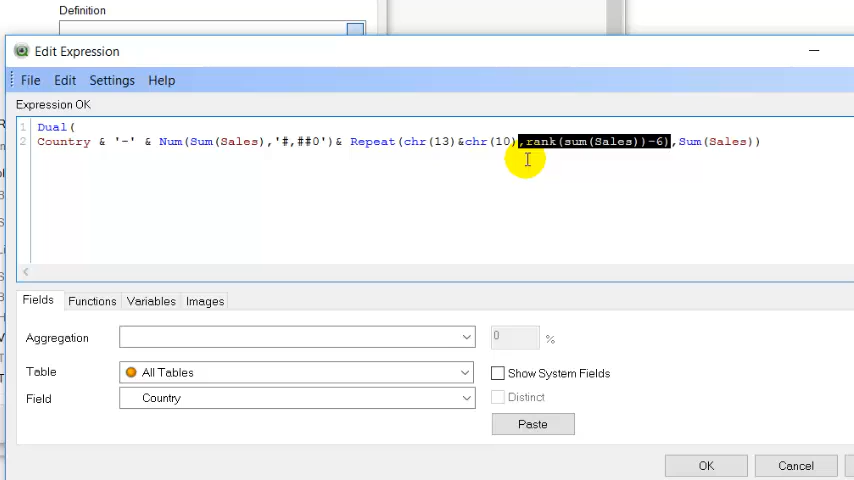 Definition
Edit Expression
File Edit Settings Help
Expression OK
1 Dual(
2 Country & '-' & Num(Sum(Sales),'#,##0')& Repeat(chr(13)&chr(10),rank(sum(Sales))-6),Sum(Sales))
Fields Functions Variables Images
Aggregation 0 %
Table All Tables Show System Fields
Field Country Distinct
Paste
OK Cancel